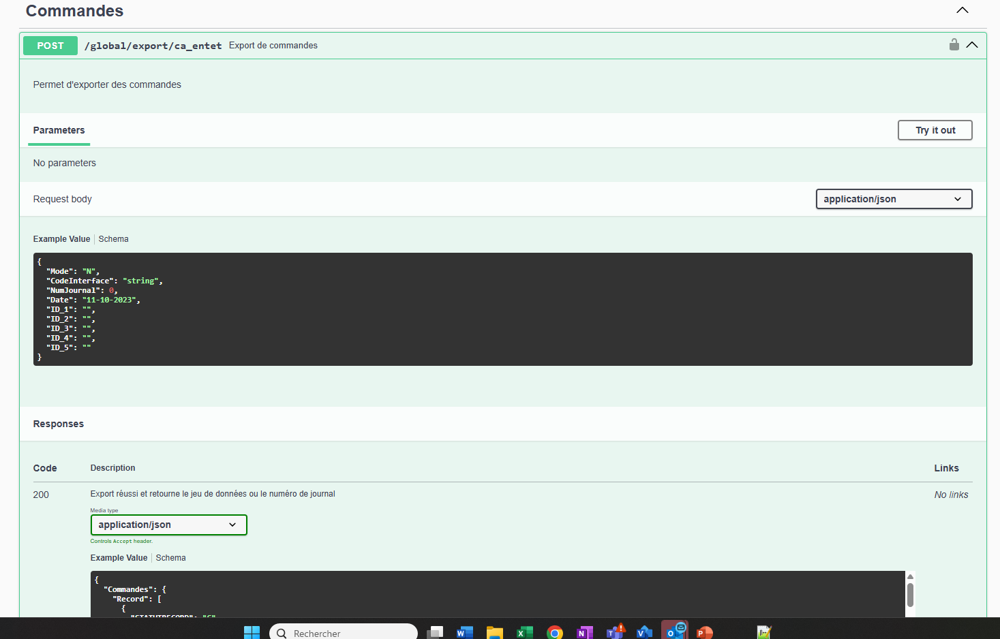 Commandes
POST /global/export/ca_entet Export de commandes
Permet d'exporter des commandes
Parameters
Try it out
No parameters
Request body
application/json
Example Value Schema
{
"Mode": "N",
"CodeInterface": "string",
"NumJournal": 0,
"Date": "11-10-2023",
"ID_1": "",
"ID_2": "",
"ID_3": "",
"ID_4": "",
"ID_5": ""
}
Responses
Code Description Links
200 Export réussi et retourne le jeu de données ou le numéro de journal No links
Media type
application/json
Controls Accept header.
Example Value Schema
{
"Commandes": {
"Record": [
{
Rechercher